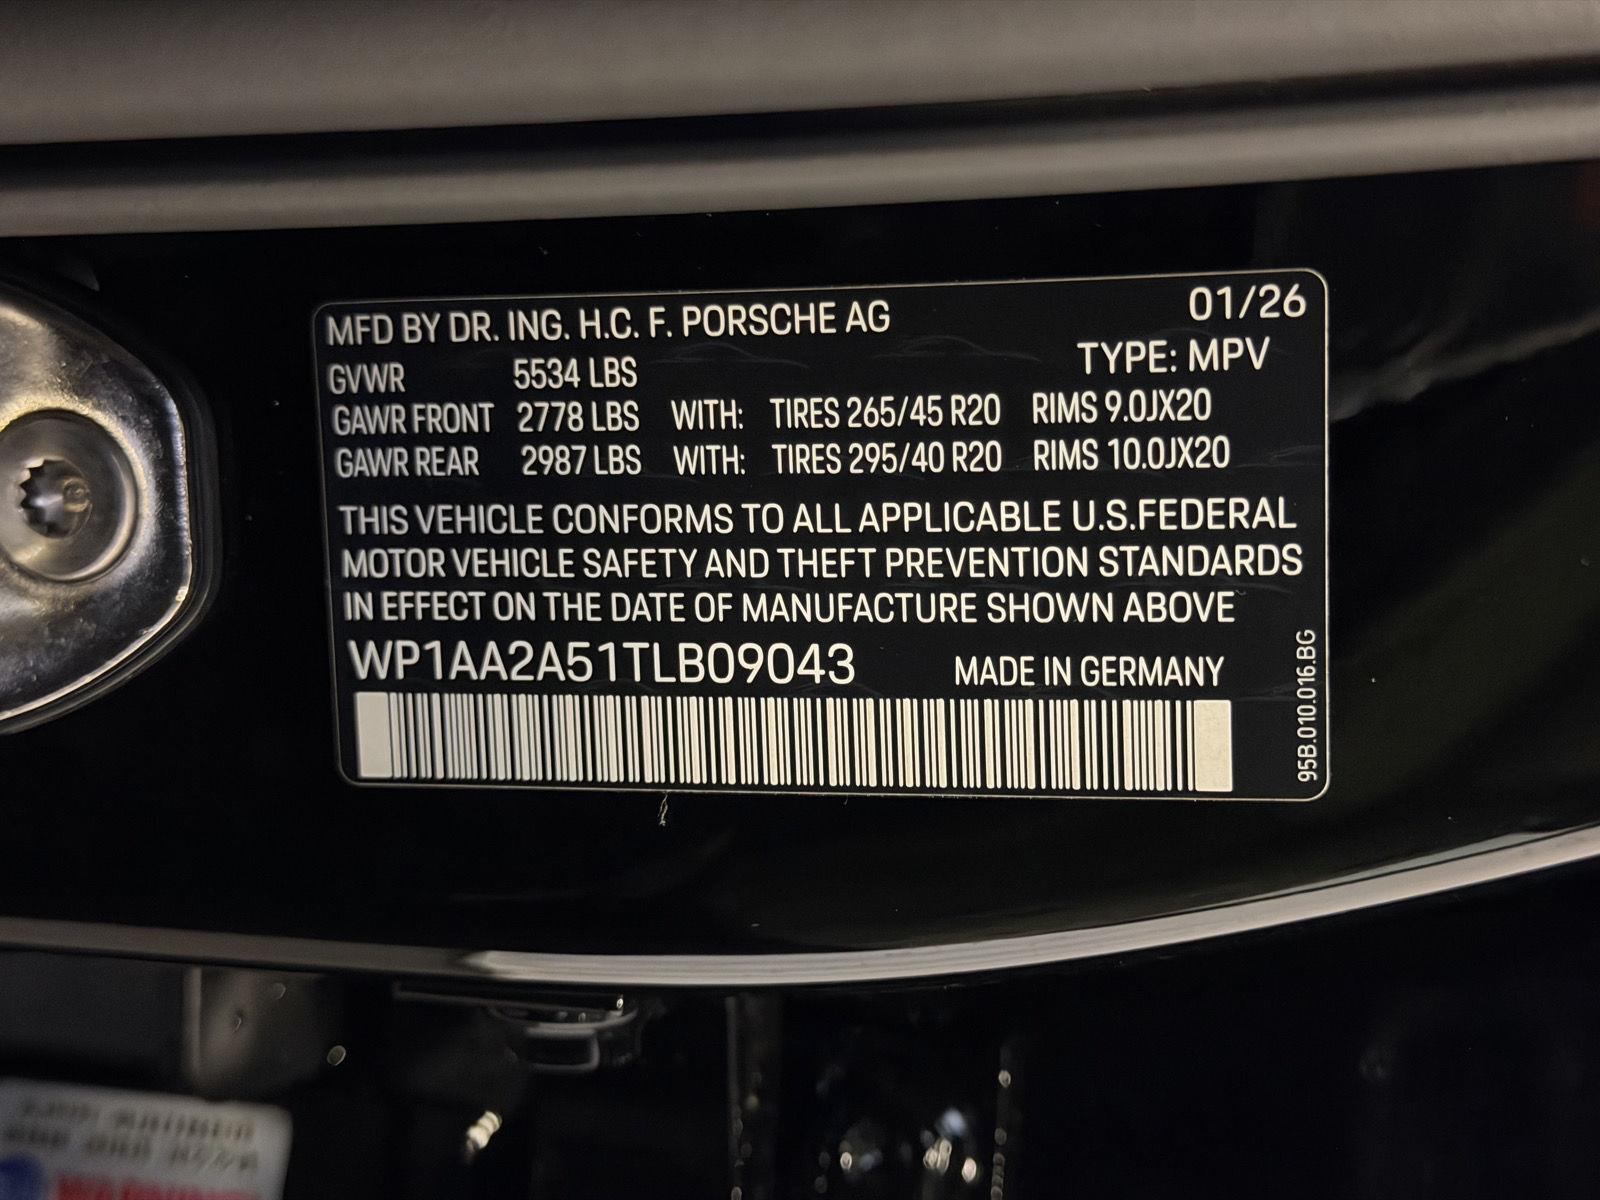 MFD BY DR. ING. H.C. F. PORSCHE AG 01/26
TYPE: MPV
GVWR 5534 LBS
GAWR FRONT 2778 LBS WITH: TIRES 265/45 R20 RIMS 9.0JX20
GAWR REAR 2987 LBS WITH: TIRES 295/40 R20 RIMS 10.0JX20
THIS VEHICLE CONFORMS TO ALL APPLICABLE U.S.FEDERAL
MOTOR VEHICLE SAFETY AND THEFT PREVENTION STANDARDS
IN EFFECT ON THE DATE OF MANUFACTURE SHOWN ABOVE
WP1AA2A51TLB09043 MADE IN GERMANY
95B.010.016.BG